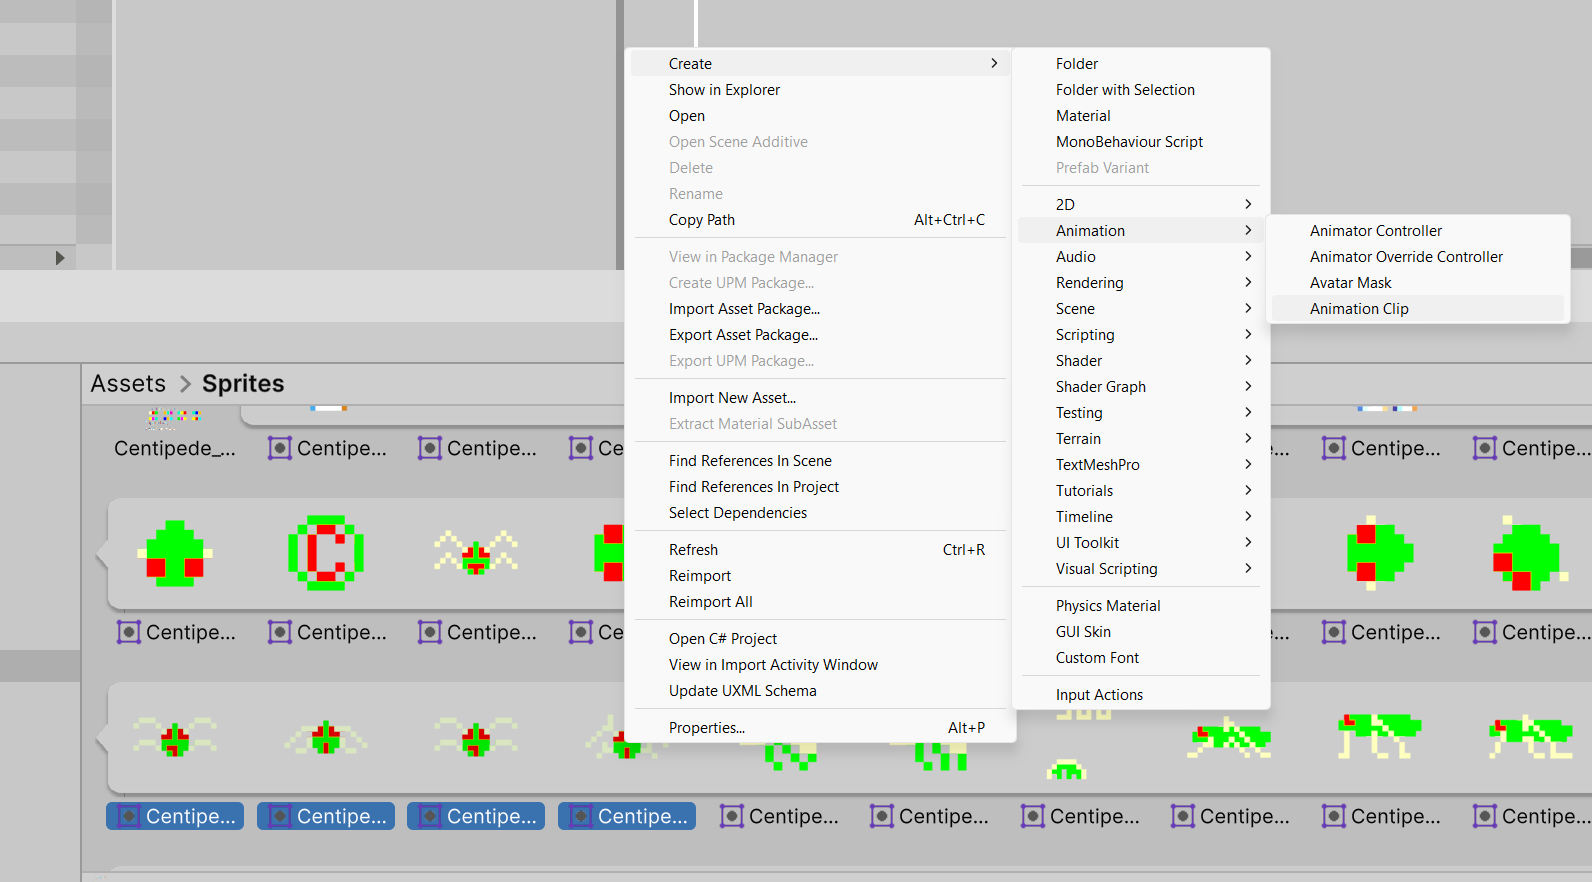 Create
Show in Explorer
Open
Open Scene Additive
Delete
Rename
Copy Path Alt+Ctrl+C
View in Package Manager
Create UPM Package...
Import Asset Package...
Export Asset Package...
Export UPM Package...
Import New Asset...
Extract Material SubAsset
Find References In Scene
Find References In Project
Select Dependencies
Refresh Ctrl+R
Reimport
Reimport All
Open C# Project
View in Import Activity Window
Update UXML Schema
Properties... Alt+P
Folder
Folder with Selection
Material
MonoBehaviour Script
Prefab Variant
2D
Animation
Audio
Rendering
Scene
Scripting
Shader
Shader Graph
Testing
Terrain
TextMeshPro
Tutorials
Timeline
UI Toolkit
Visual Scripting
Physics Material
GUI Skin
Custom Font
Input Actions
Animator Controller
Animator Override Controller
Avatar Mask
Animation Clip
Assets > Sprites
Centipede_... Centipe... Centipe... Ce e... Centipe... Centipe...
Centipe... Centipe... Centipe... Ce e... Centipe... Centipe...
Centipe... Centipe... Centipe... Centipe... Centipe... Centipe... Centipe... Centipe... Centipe... Centipe...